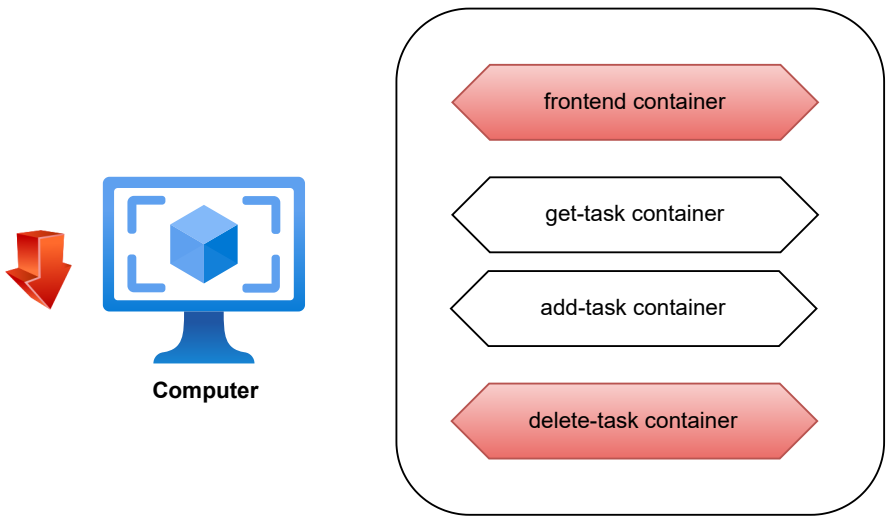 frontend container
get-task container
add-task container
Computer
delete-task container